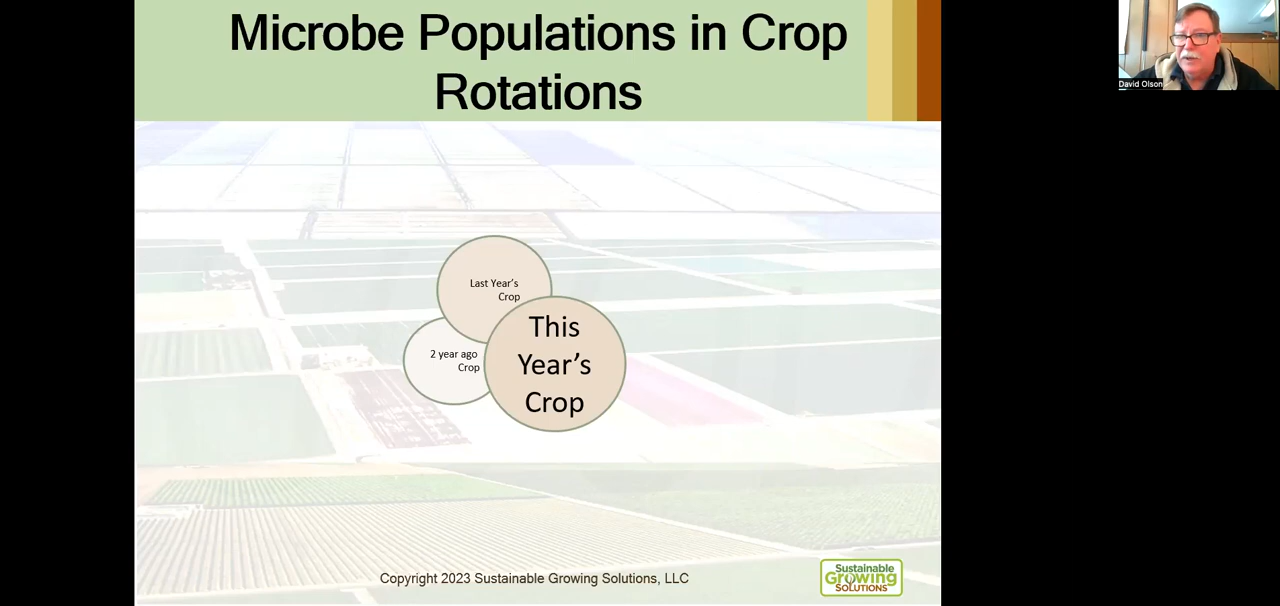 Microbe Populations in Crop
Rotations
David Olson
Last Year's
Crop
This
Year's
Crop
2 year ago
Crop
Copyright 2023 Sustainable Growing Solutions, LLC
Sustainable
Growing
SOLUTIONS